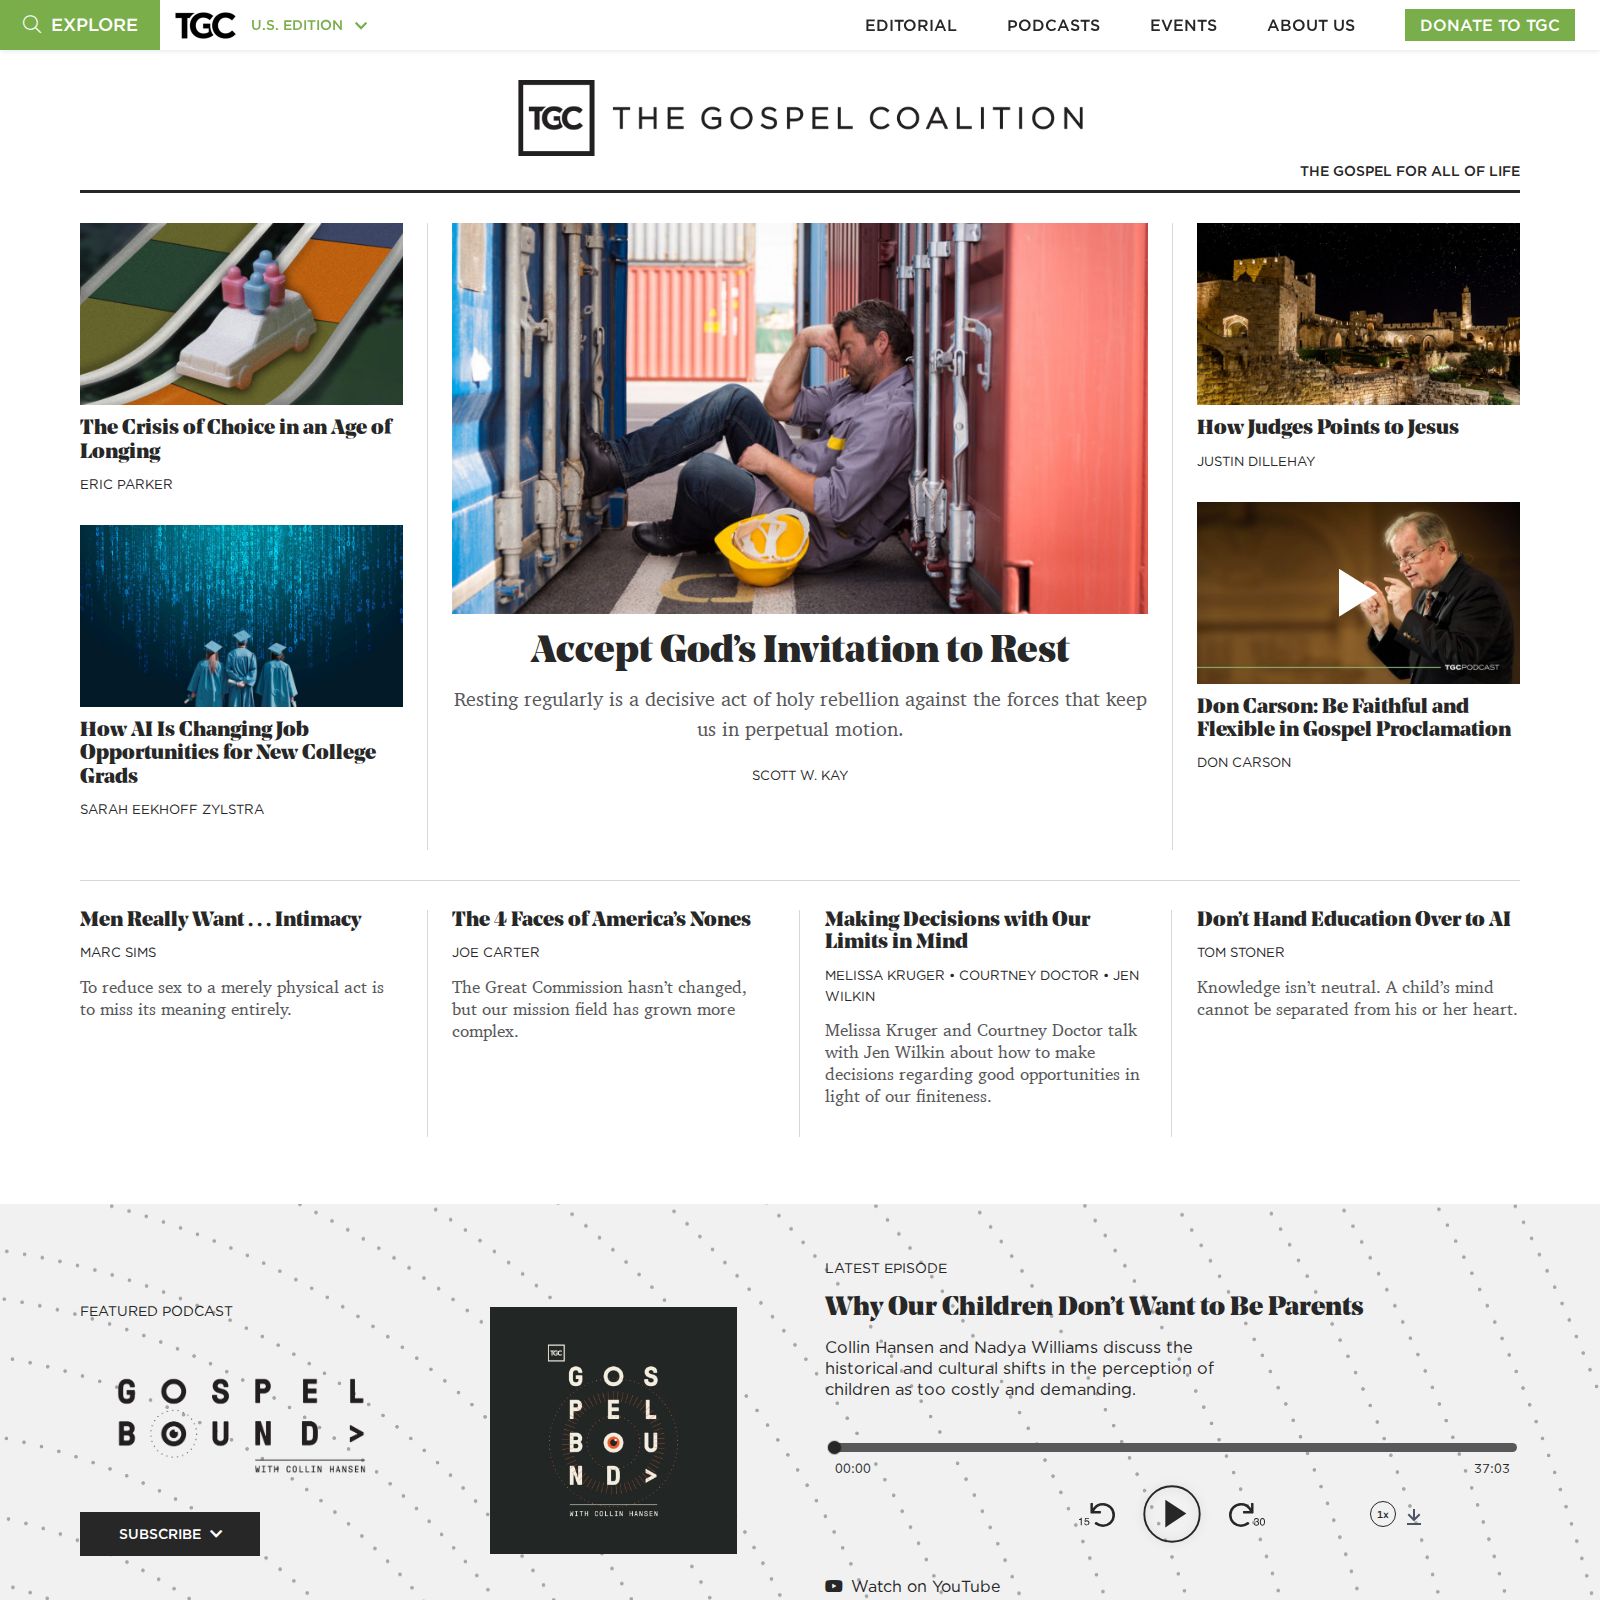 EXPLORE
TGC
U.S. EDITION
EDITORIAL
PODCASTS
EVENTS
ABOUT US
DONATE TO TGC
TGC THE GOSPEL COALITION
THE GOSPEL FOR ALL OF LIFE
The Crisis of Choice in an Age of
Longing
ERIC PARKER
How AI Is Changing Job
Opportunities for New College
Grads
SARAH EEKHOFF ZYLSTRA
Accept God’s Invitation to Rest
Resting regularly is a decisive act of holy rebellion against the forces that keep
us in perpetual motion.
SCOTT W. KAY
How Judges Points to Jesus
JUSTIN DILLEHAY
TGCPODCAST
Don Carson: Be Faithful and
Flexible in Gospel Proclamation
DON CARSON
Men Really Want . . . Intimacy
MARC SIMS
To reduce sex to a merely physical act is
to miss its meaning entirely.
The 4 Faces of America’s Nones
JOE CARTER
The Great Commission hasn’t changed,
but our mission field has grown more
complex.
Making Decisions with Our
Limits in Mind
MELISSA KRUGER • COURTNEY DOCTOR • JEN
WILKIN
Melissa Kruger and Courtney Doctor talk
with Jen Wilkin about how to make
decisions regarding good opportunities in
light of our finiteness.
Don’t Hand Education Over to AI
TOM STONER
Knowledge isn’t neutral. A child’s mind
cannot be separated from his or her heart.
FEATURED PODCAST
GOSPEL
BOUND>
WITH COLLIN HANSEN
SUBSCRIBE
TGC
GOS
PEL
BOU
ND>
WITH COLLIN HANSEN
LATEST EPISODE
Why Our Children Don’t Want to Be Parents
Collin Hansen and Nadya Williams discuss the
historical and cultural shifts in the perception of
children as too costly and demanding.
00:00
37:03
15
30
1x
Watch on YouTube